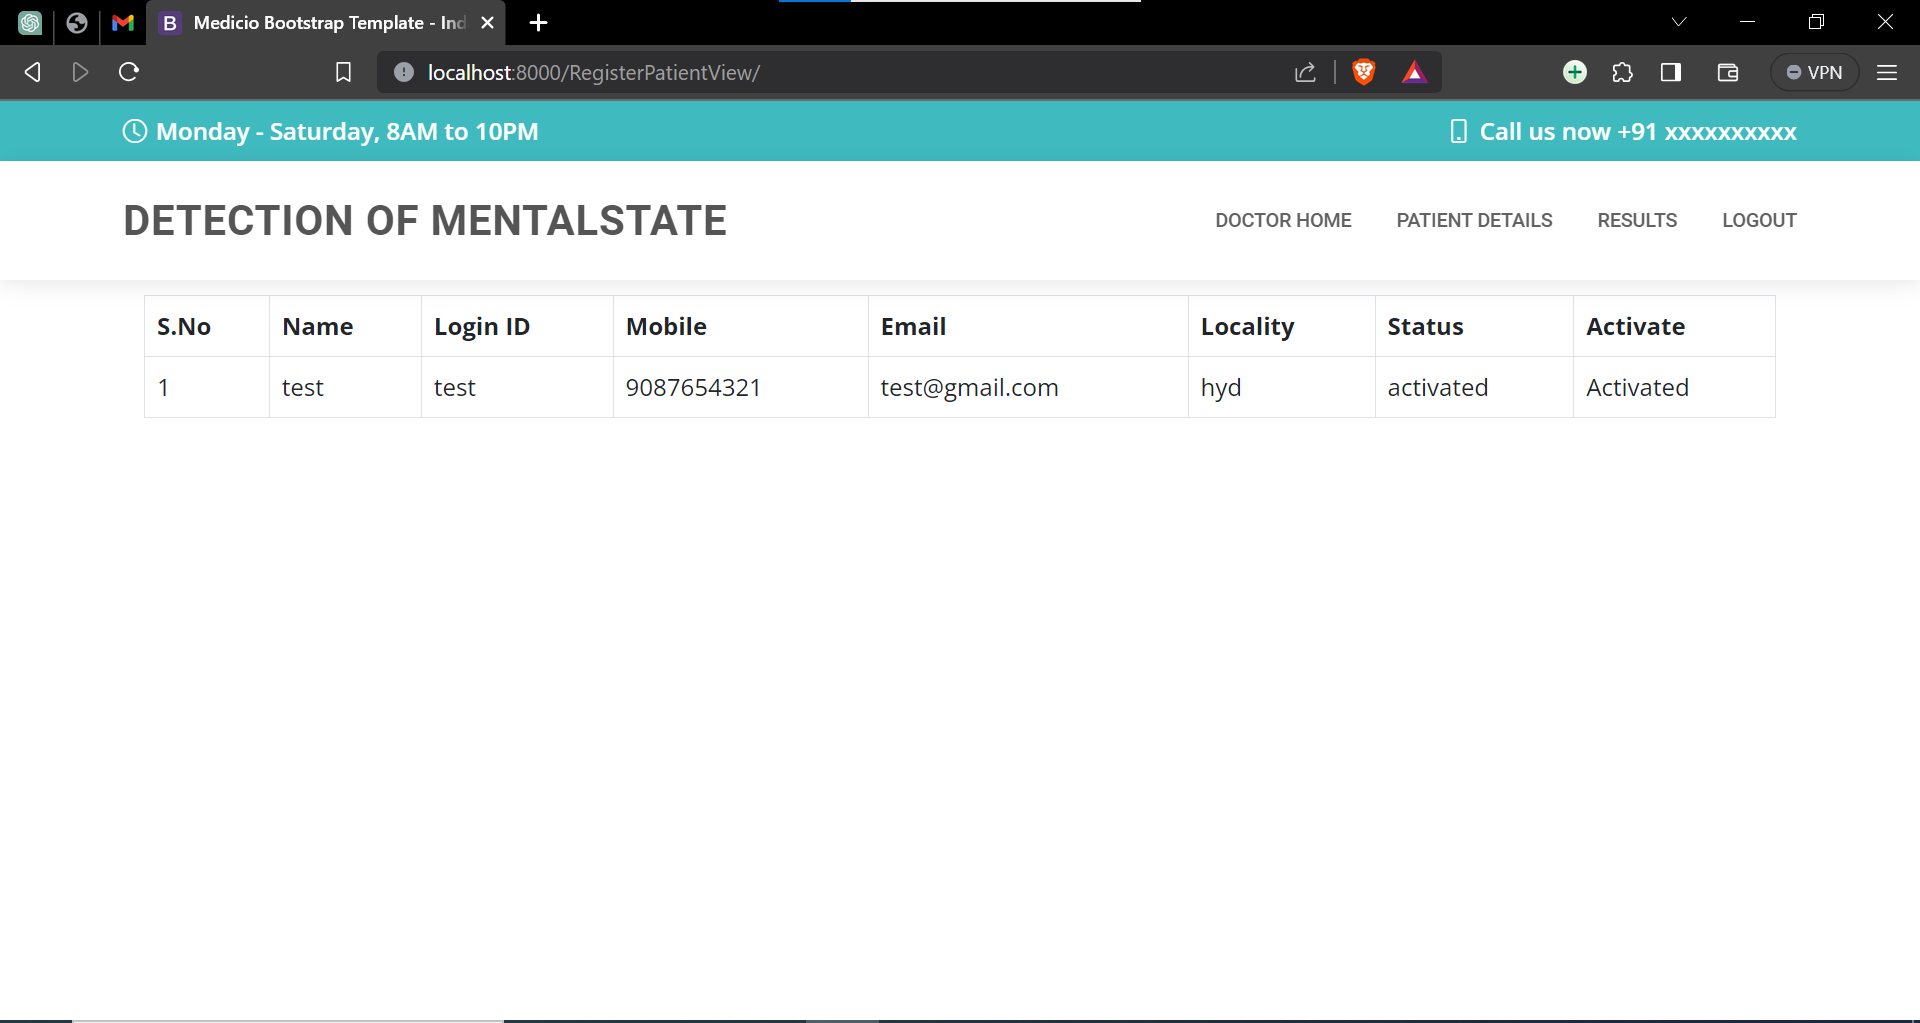 Medicio Bootstrap Template - Ind
localhost:8000/RegisterPatientView/
VPN
Monday - Saturday, 8AM to 10PM
Call us now +91 xxxxxxxxxx
DETECTION OF MENTALSTATE
DOCTOR HOME PATIENT DETAILS RESULTS LOGOUT
S.No Name Login ID Mobile Email Locality Status Activate
1 test test 9087654321 test@gmail.com hyd activated Activated